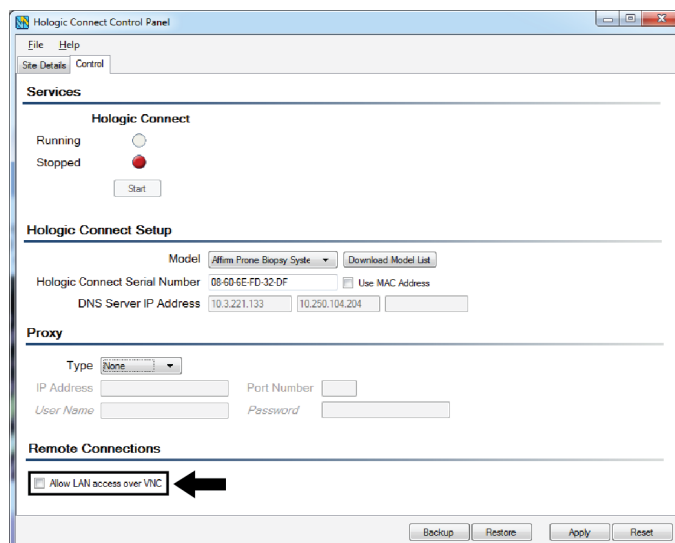 Hologic Connect Control Panel
File Help
Site Details Control
Services
Hologic Connect
Running
Stopped
Start
Hologic Connect Setup
Model Affirm Prone Biopsy Syste Download Model List
Hologic Connect Serial Number 08-60-6E-FD-32-DF Use MAC Address
DNS Server IP Address 10.3.221.133 10.250.104.204
Proxy
Type None
IP Address Port Number
User Name Password
Remote Connections
Allow LAN access over VNC
Backup Restore Apply Reset